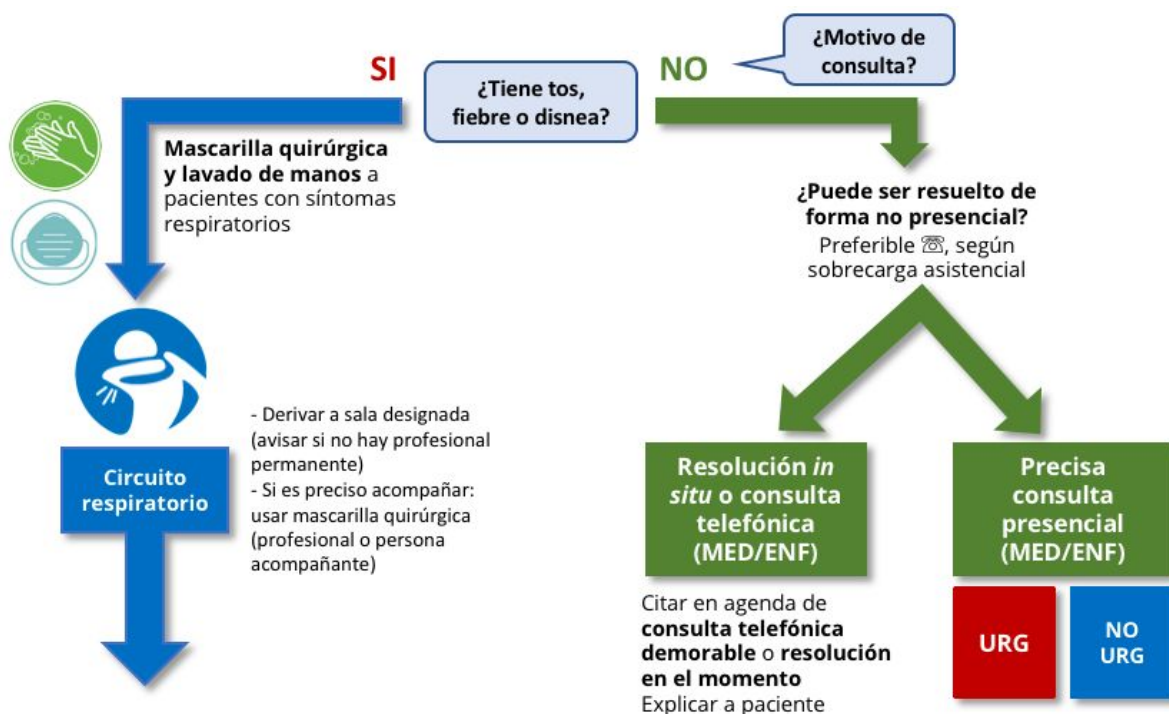 SI
¿Tiene tos,
fiebre o disnea?
NO
¿Motivo de
consulta?
Mascarilla quirúrgica
y lavado de manos a
pacientes con síntomas
respiratorios
¿Puede ser resuelto de
forma no presencial?
Preferible ☏, según
sobrecarga asistencial
Circuito
respiratorio
- Derivar a sala designada
(avisar si no hay profesional
permanente)
- Si es preciso acompañar:
usar mascarilla quirúrgica
(profesional o persona
acompañante)
Resolución in
situ o consulta
telefónica
(MED/ENF)
Citar en agenda de
consulta telefónica
demorable o resolución
en el momento
Explicar a paciente
Precisa
consulta
presencial
(MED/ENF)
URG
NO
URG